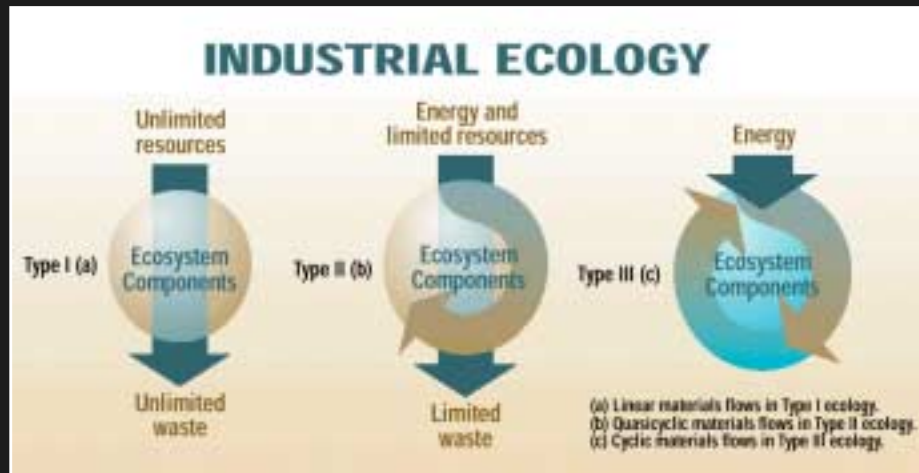 INDUSTRIAL ECOLOGY
Unlimited
resources
Type I (a)
Ecosystem
Components
Unlimited
waste
Energy and
limited resources
Type II (b)
Ecosystem
Components
Limited
waste
Energy
Type III (c)
Ecosystem
Components
(a) Linear materials flows in Type I ecology.
(b) Quasicyclic materials flows in Type II ecology.
(c) Cyclic materials flows in Type III ecology.